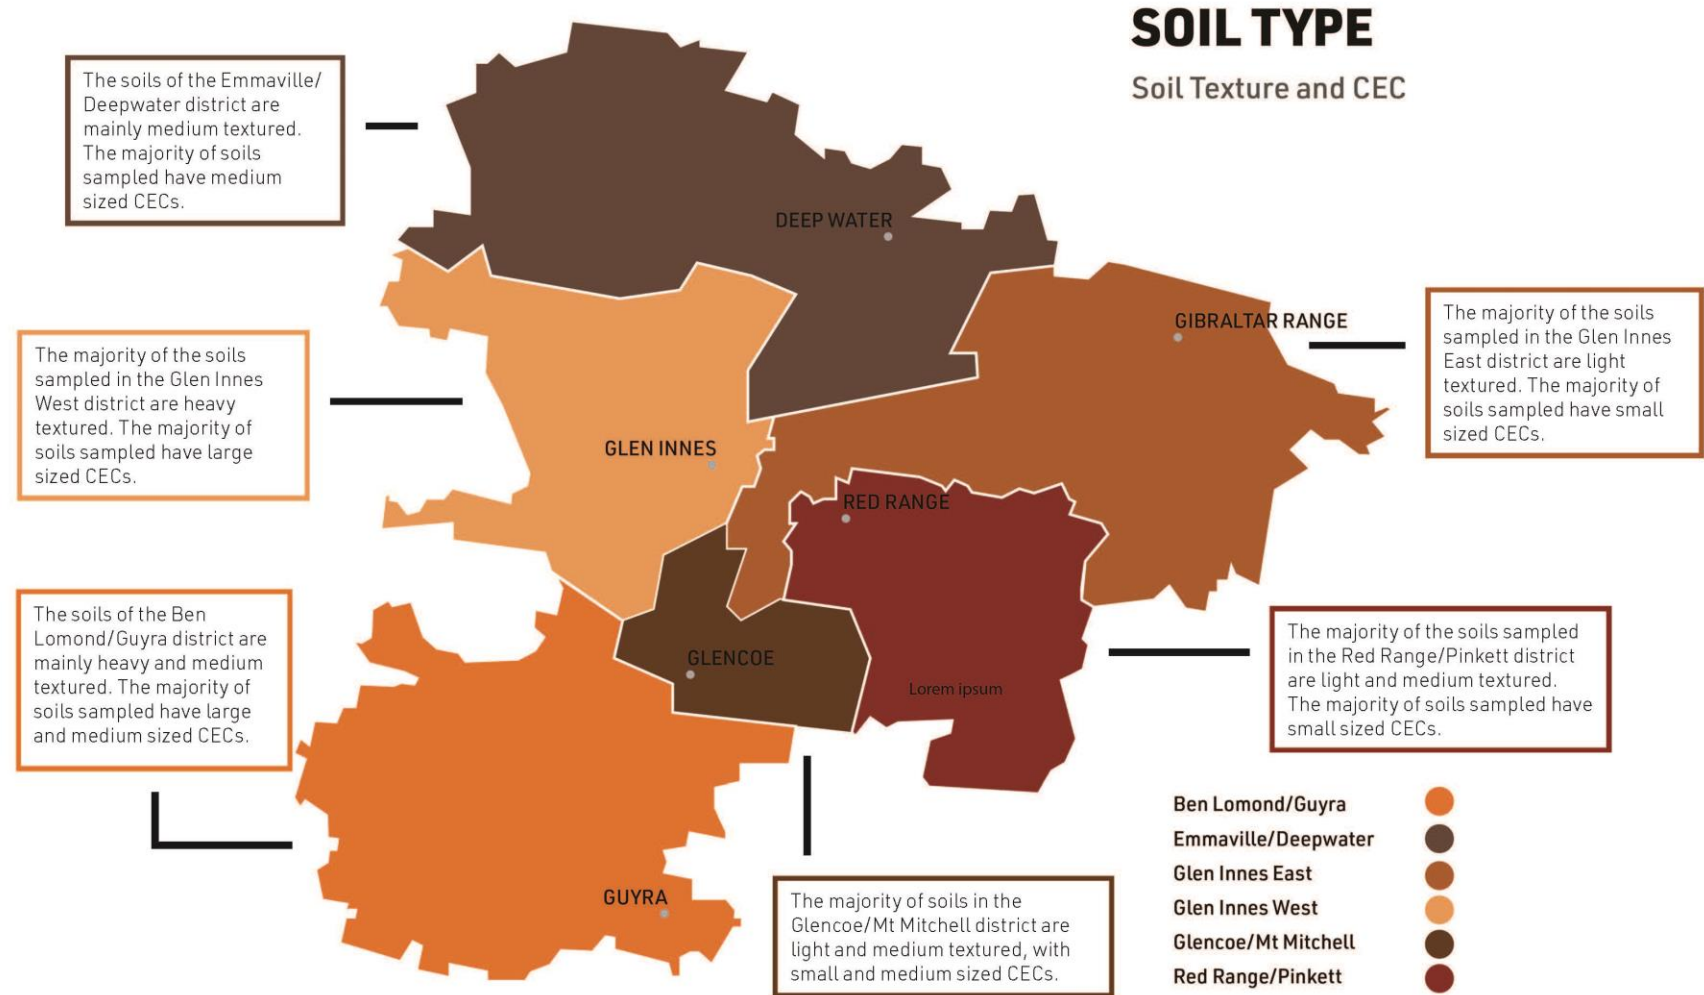 SOIL TYPE
Soil Texture and CEC
The soils of the Emmaville/
Deepwater district are
mainly medium textured.
The majority of soils
sampled have medium
sized CECs.
DEEP WATER
GIBRALTAR RANGE
The majority of the soils
sampled in the Glen Innes
East district are light
textured. The majority of
soils sampled have small
sized CECs.
The majority of the soils
sampled in the Glen Innes
West district are heavy
textured. The majority of
soils sampled have large
sized CECs.
GLEN INNES
RED RANGE
The soils of the Ben
Lomond/Guyra district are
mainly heavy and medium
textured. The majority of
soils sampled have large
and medium sized CECs.
GLENCOE
Lorem ipsum
The majority of the soils sampled
in the Red Range/Pinkett district
are light and medium textured.
The majority of soils sampled have
small sized CECs.
GUYRA
The majority of soils in the
Glencoe/Mt Mitchell district are
light and medium textured, with
small and medium sized CECs.
Ben Lomond/Guyra
Emmaville/Deepwater
Glen Innes East
Glen Innes West
Glencoe/Mt Mitchell
Red Range/Pinkett